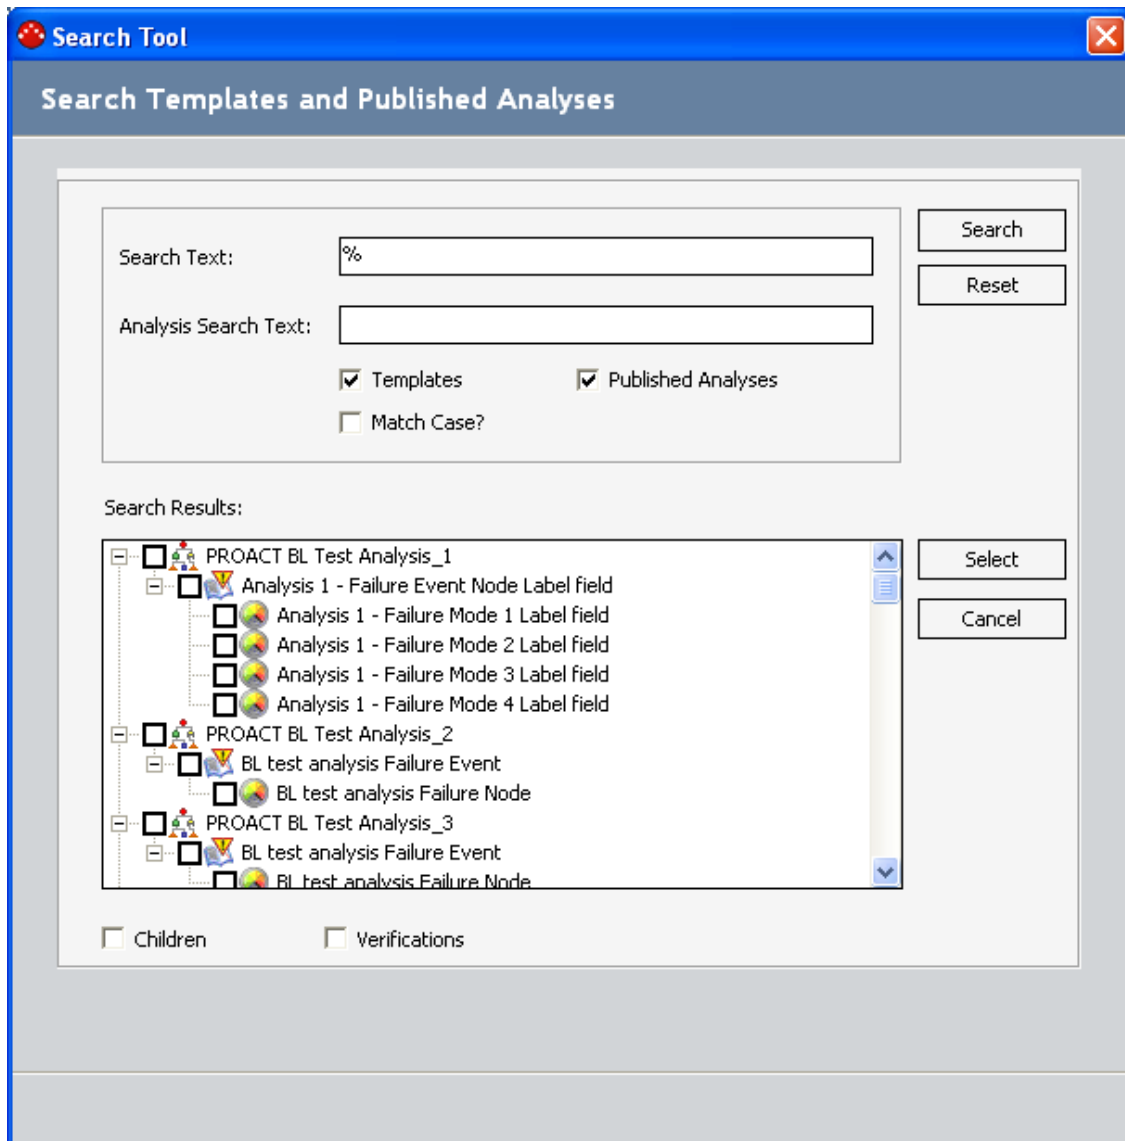 Search Tool
Search Templates and Published Analyses
Search Text:
%
Search
Reset
Analysis Search Text:
Templates
Published Analyses
Match Case?
Search Results:
PROACT BL Test Analysis_1
Analysis 1 - Failure Event Node Label field
Analysis 1 - Failure Mode 1 Label field
Analysis 1 - Failure Mode 2 Label field
Analysis 1 - Failure Mode 3 Label field
Analysis 1 - Failure Mode 4 Label field
PROACT BL Test Analysis_2
BL test analysis Failure Event
BL test analysis Failure Node
PROACT BL Test Analysis_3
BL test analysis Failure Event
BL test analysis Failure Node
Select
Cancel
Children
Verifications